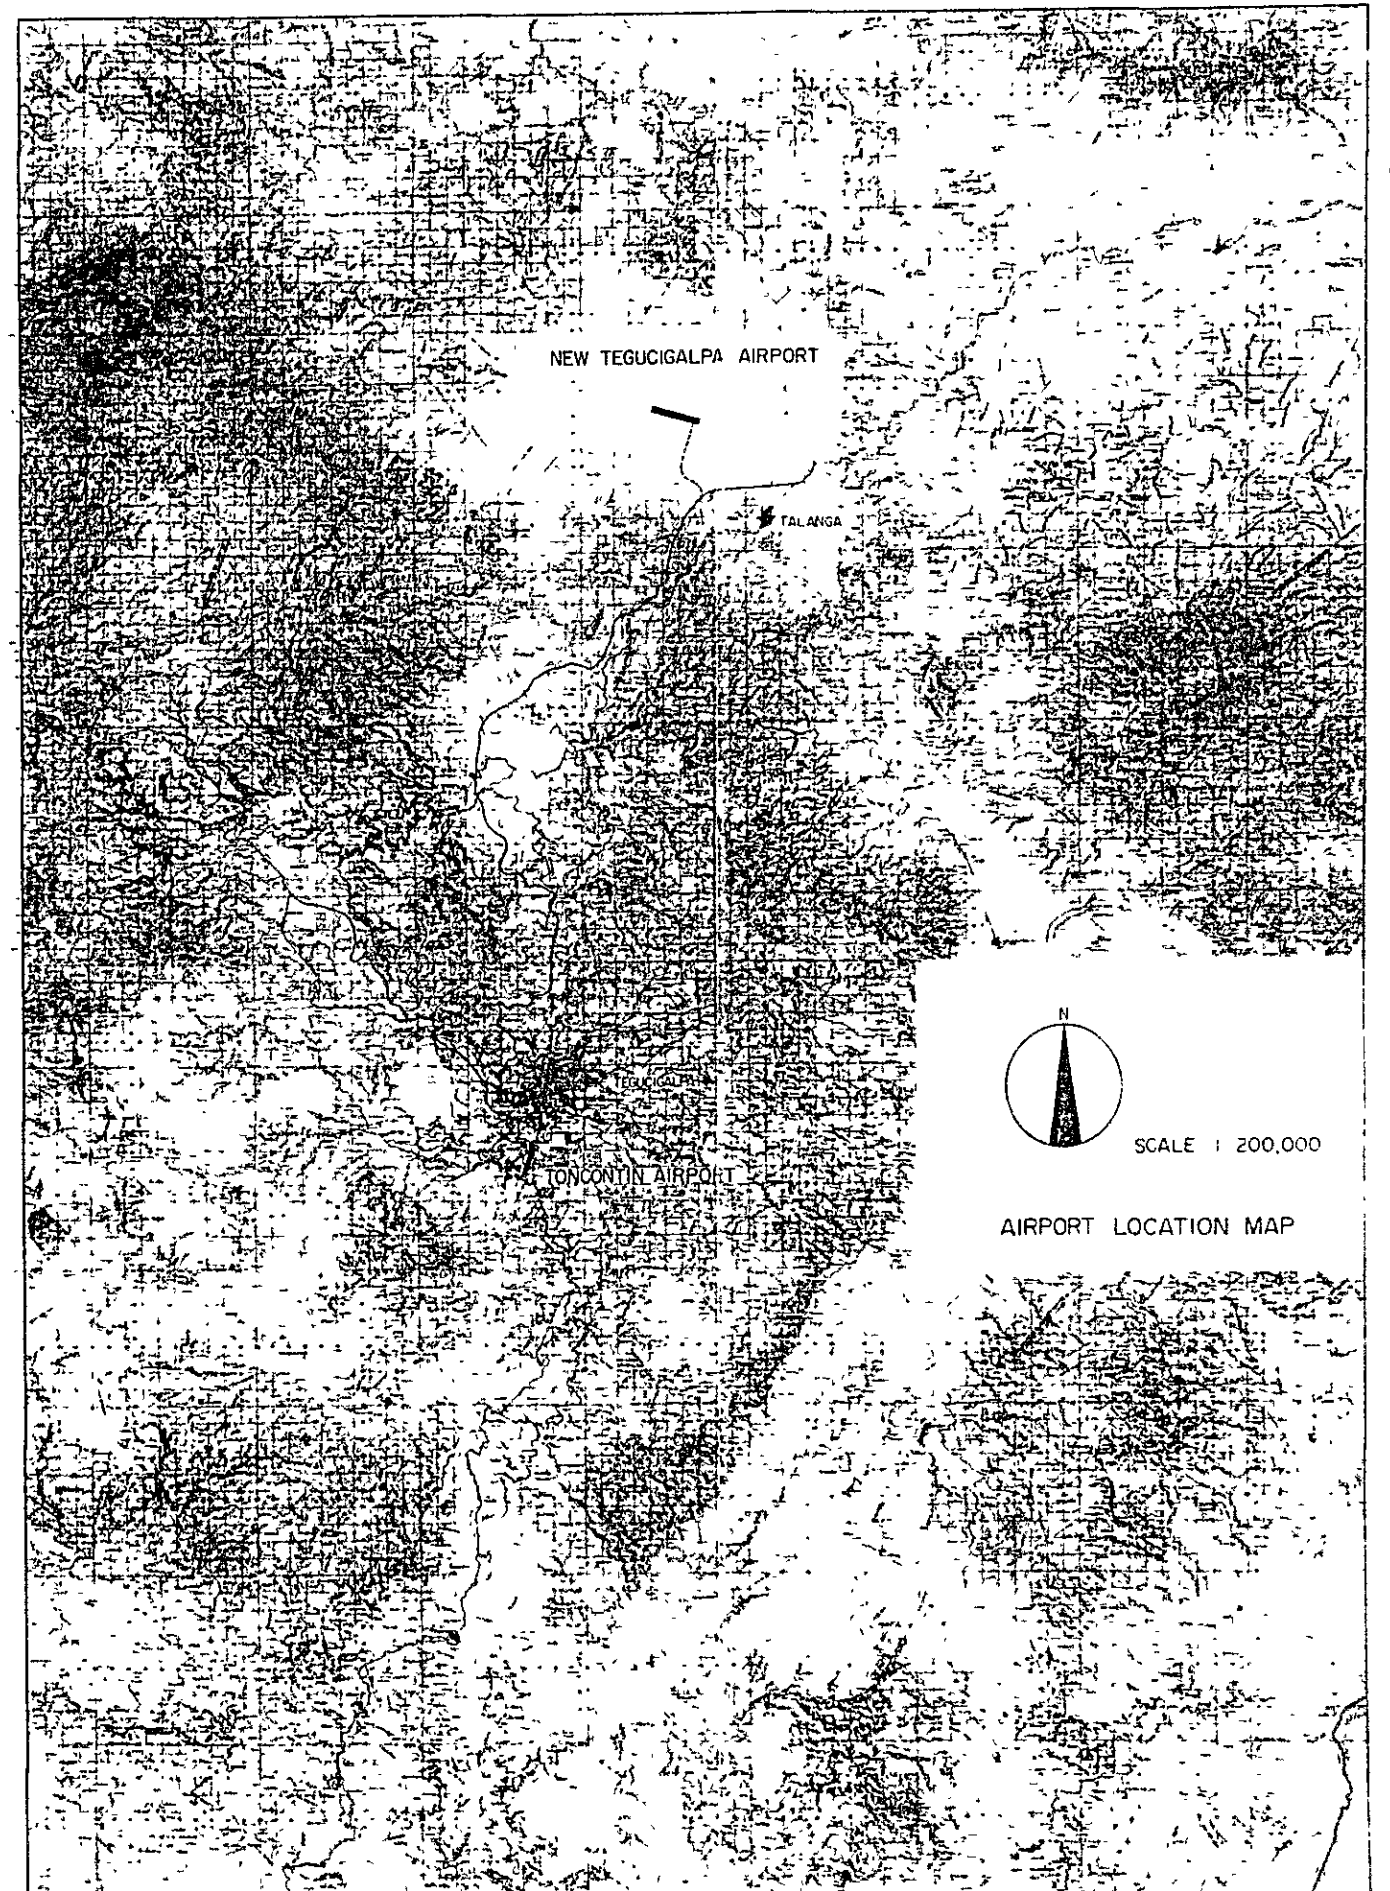 NEW TEGUCIGALPA AIRPORT
TALANGA
N
TEGUCIGALPA
SCALE 1 200,000
TONCONTIN AIRPORT
AIRPORT LOCATION MAP